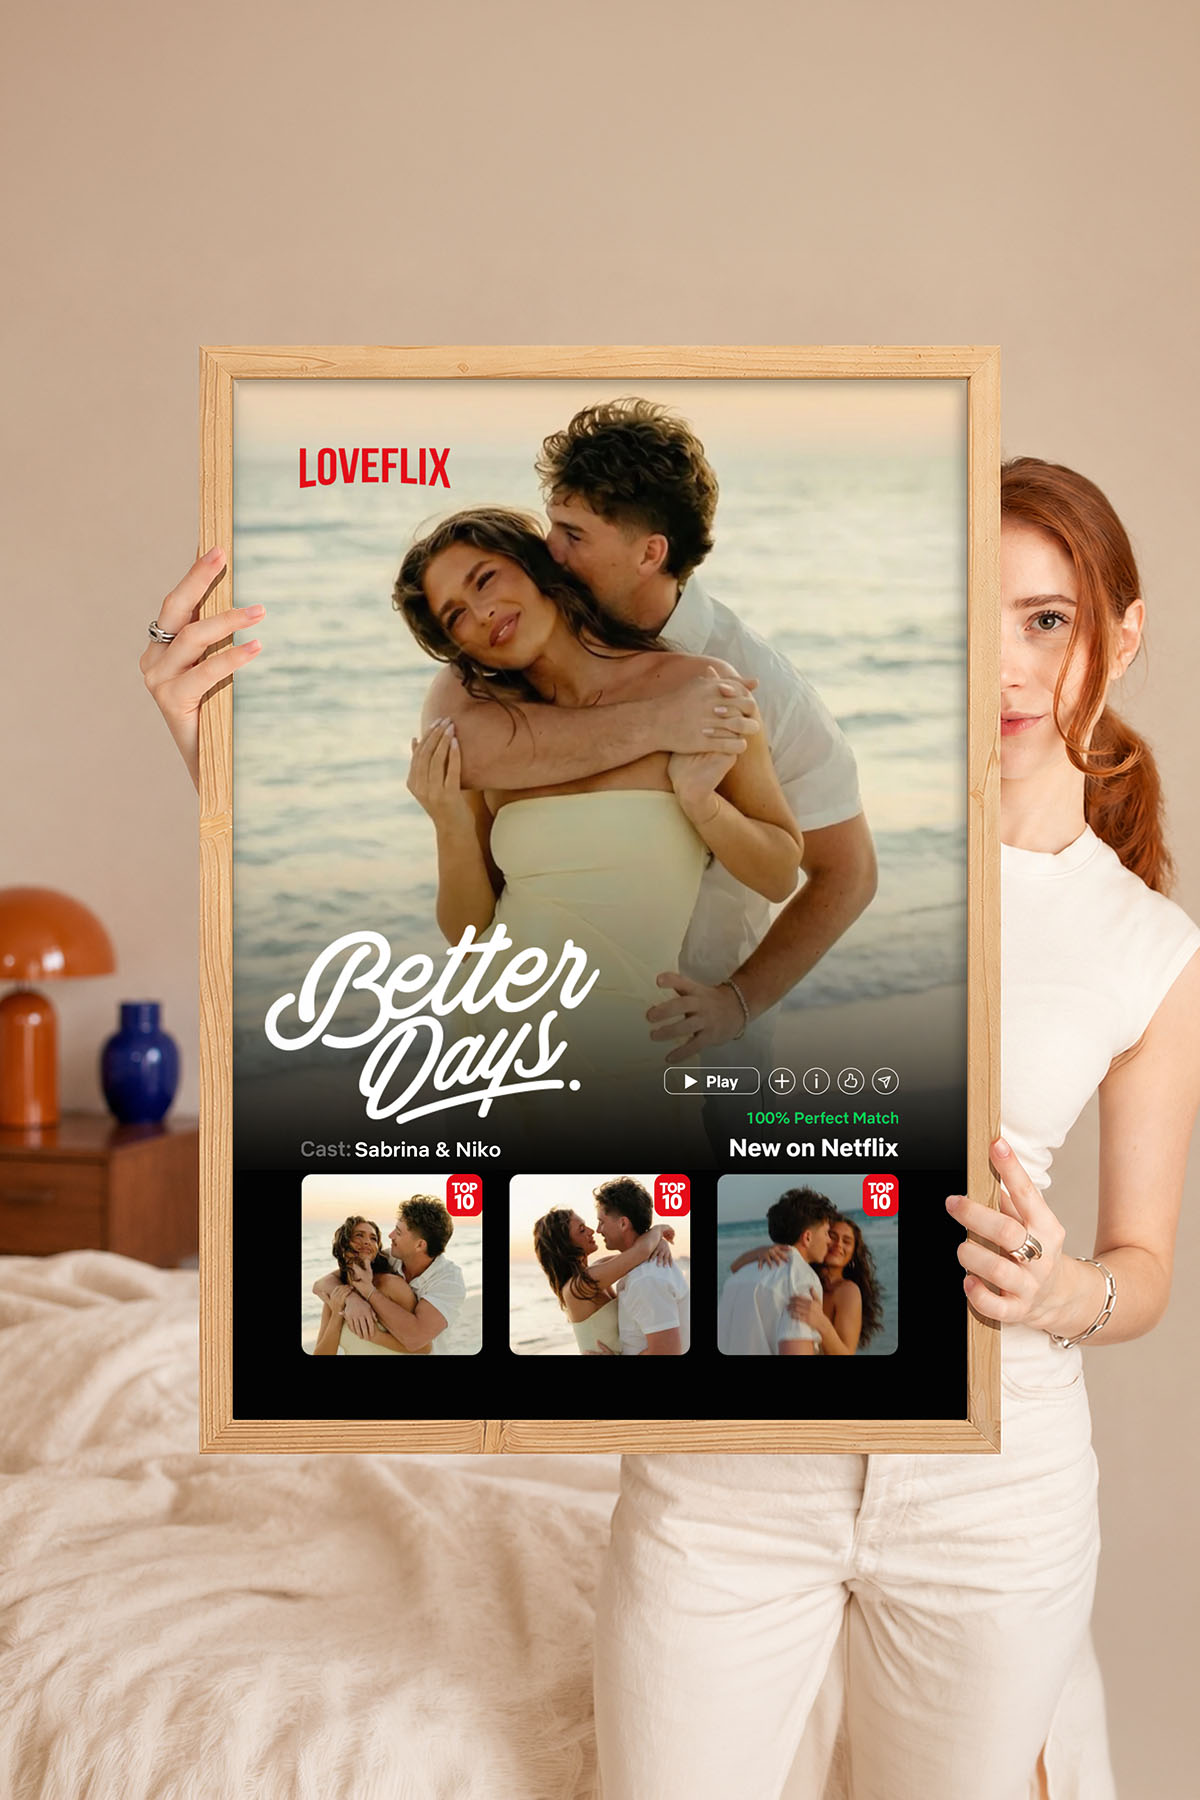 LOVEFLIX
Better
Days.
Play
100% Perfect Match
Cast: Sabrina & Niko
New on Netflix
TOP
10
TOP
10
TOP
10